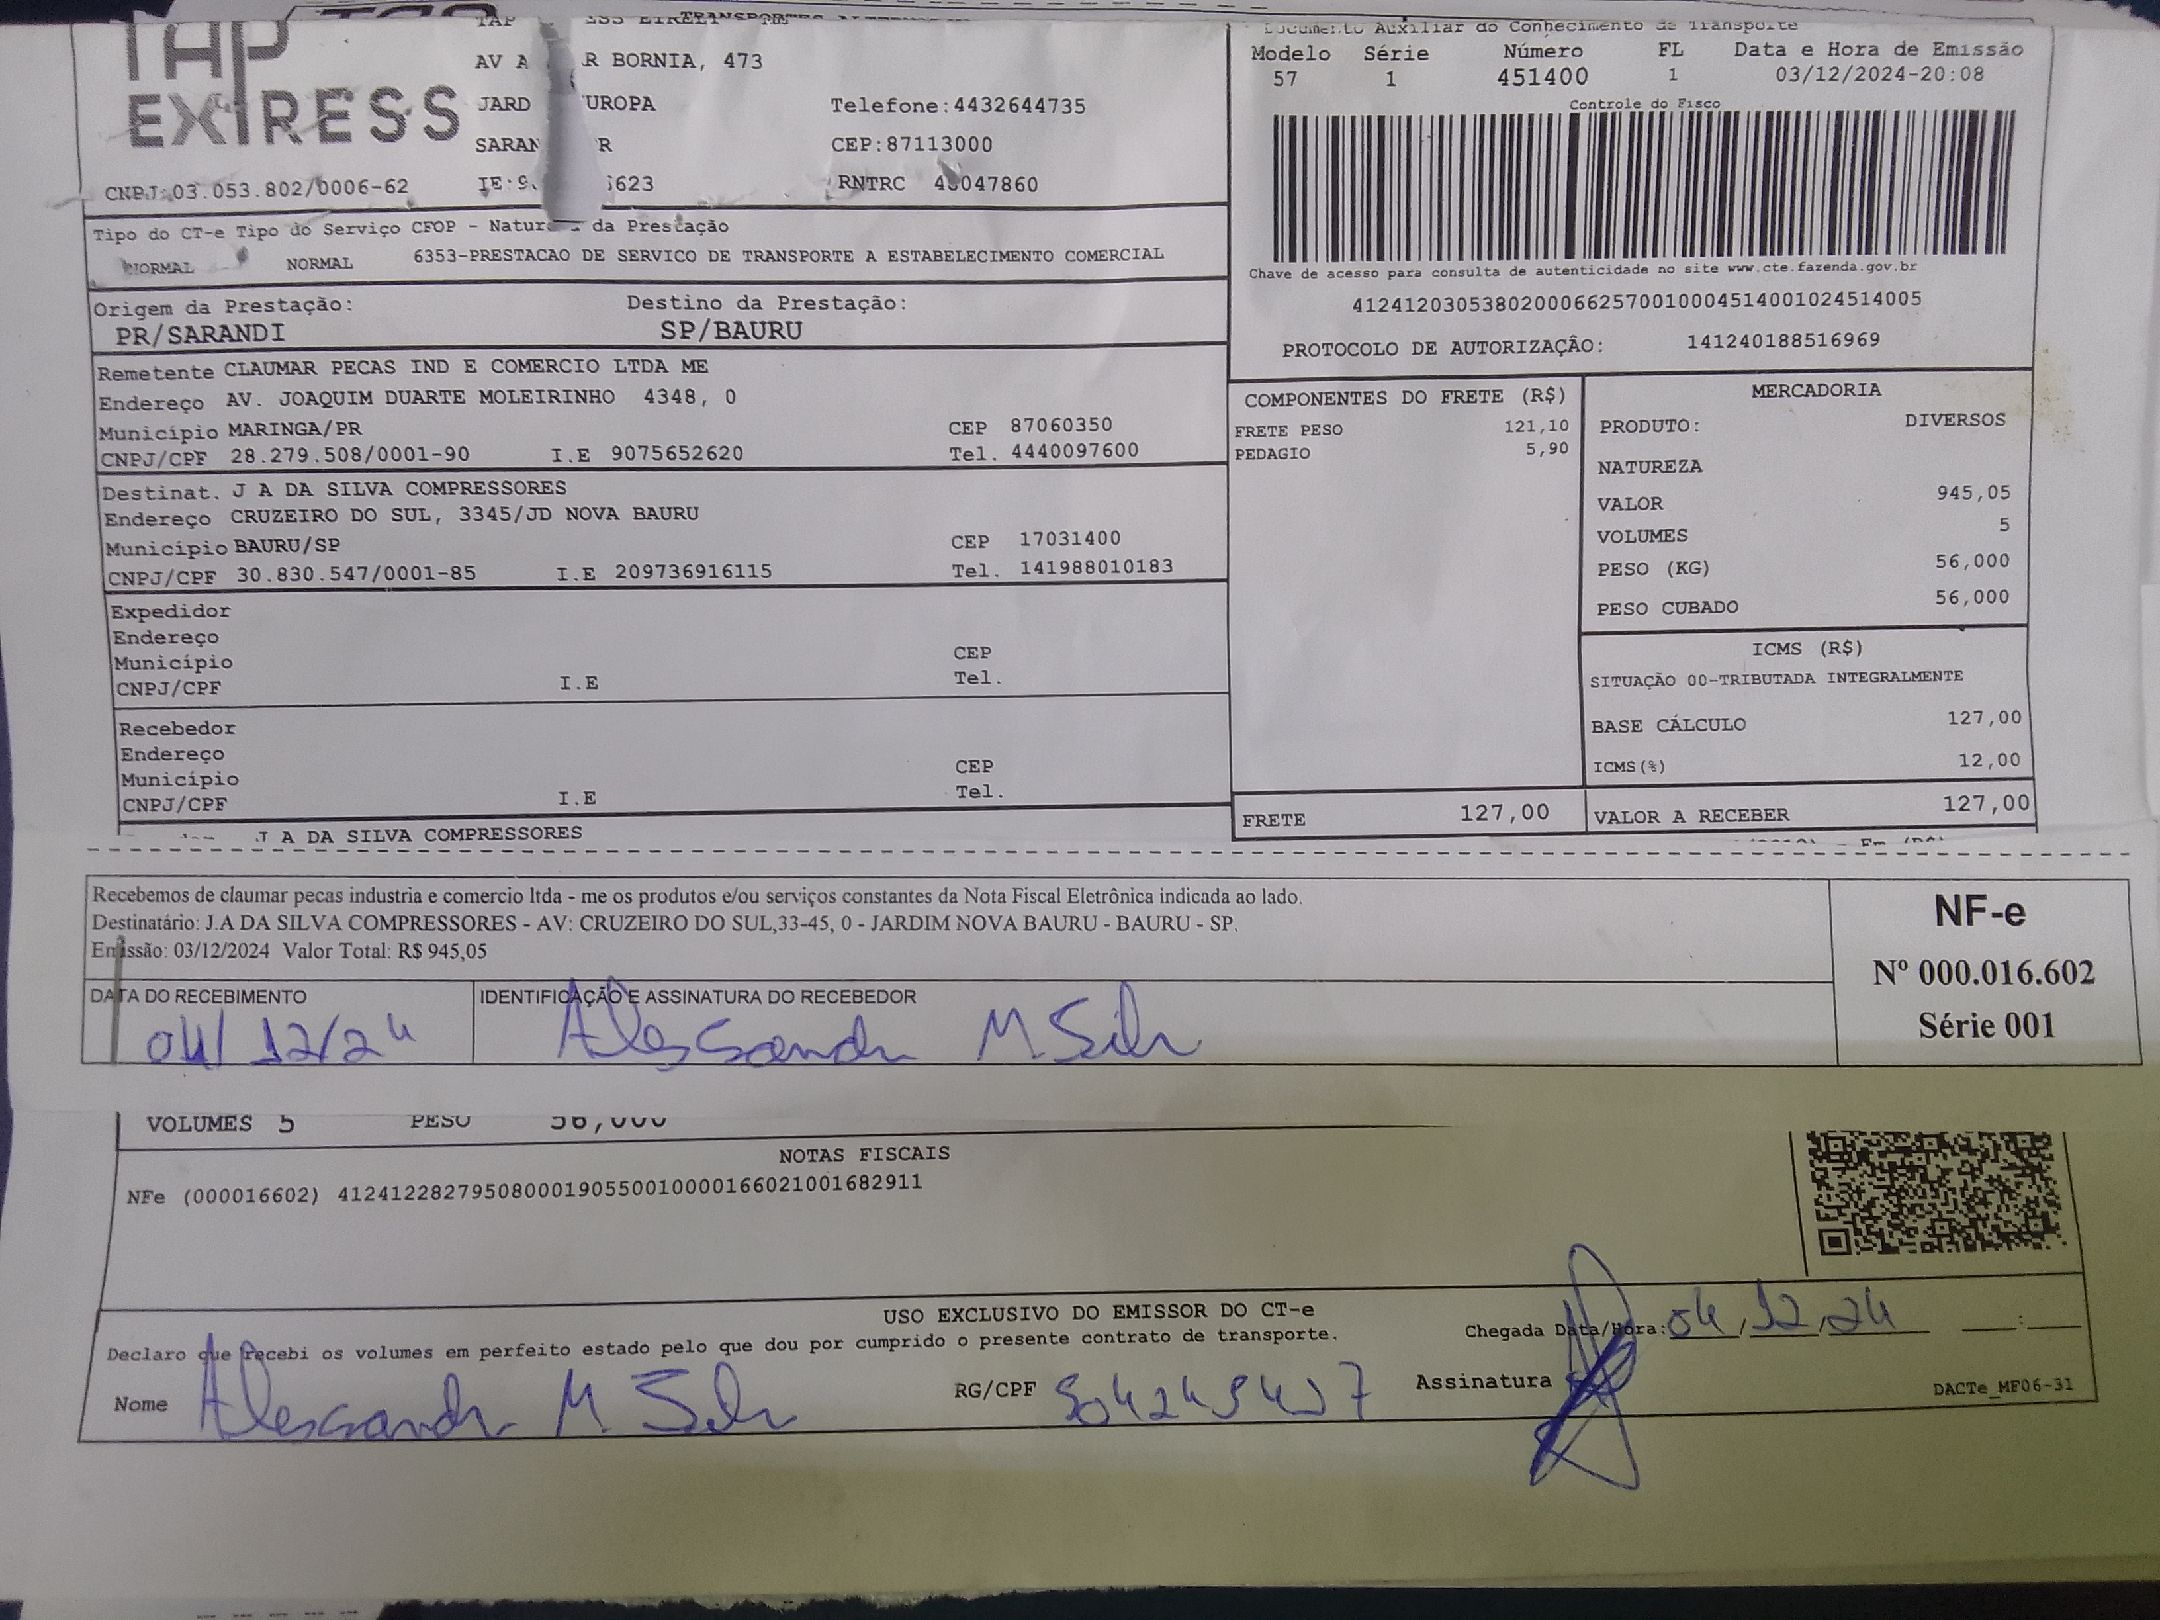 TAP EXPRESS
AV A R BORNIA, 473
JARD UROPA Telefone:4432644735
SARAN R CEP:87113000
CNPJ:03.053.802/0006-62 IE:9 623 RNTRC
Documento Auxiliar do Conhecimento de Transporte
Modelo Série Número FL Data e Hora de Emissão
57 1 451400 1 03/12/2024-20:08
Controle do Fisco
Chave de acesso para consulta de autenticidade no site www.cte.fazenda.gov.br
41241203053802000662570010004514001024514005
PROTOCOLO DE AUTORIZAÇÃO: 141240188516969
Tipo do CT-e Tipo do Serviço CFOP - Natur da Prestação
NORMAL NORMAL 6353-PRESTACAO DE SERVICO DE TRANSPORTE A ESTABELECIMENTO COMERCIAL
Origem da Prestação: Destino da Prestação:
PR/SARANDI SP/BAURU
Remetente CLAUMAR PECAS IND E COMERCIO LTDA ME
Endereço AV. JOAQUIM DUARTE MOLEIRINHO 4348, 0
Município MARINGA/PR CEP 87060350
CNPJ/CPF 28.279.508/0001-90 I.E 9075652620 Tel. 4440097600
Destinat. J A DA SILVA COMPRESSORES
Endereço CRUZEIRO DO SUL, 3345/JD NOVA BAURU
Município BAURU/SP CEP 17031400
CNPJ/CPF 30.830.547/0001-85 I.E 209736916115 Tel. 141988010183
Expedidor
Endereço
Município CEP
CNPJ/CPF I.E Tel.
Recebedor
Endereço
Município CEP
CNPJ/CPF I.E Tel.
J A DA SILVA COMPRESSORES
COMPONENTES DO FRETE (R$)
FRETE PESO 121,10
PEDAGIO 5,90
FRETE 127,00
MERCADORIA
PRODUTO: DIVERSOS
NATUREZA
VALOR 945,05
VOLUMES 5
PESO (KG) 56,000
PESO CUBADO 56,000
ICMS (R$)
SITUAÇÃO 00-TRIBUTADA INTEGRALMENTE
BASE CÁLCULO 127,00
ICMS(%) 12,00
VALOR A RECEBER 127,00
Recebemos de claumar pecas industria e comercio ltda - me os produtos e/ou serviços constantes da Nota Fiscal Eletrônica indicada ao lado.
Destinatário: J.A DA SILVA COMPRESSORES - AV: CRUZEIRO DO SUL,33-45, 0 - JARDIM NOVA BAURU - BAURU - SP.
Emissão: 03/12/2024 Valor Total: R$ 945,05
DATA DO RECEBIMENTO IDENTIFICAÇÃO E ASSINATURA DO RECEBEDOR
04/12/24 Alessandr M Silv
NF-e
Nº 000.016.602
Série 001
VOLUMES 5 PESO 56,000
NOTAS FISCAIS
NFe (000016602) 41241228279508000190550010000166021001682911
USO EXCLUSIVO DO EMISSOR DO CT-e
Declaro que recebi os volumes em perfeito estado pelo que dou por cumprido o presente contrato de transporte.
Chegada Data/Hora: 04/12/24 :
Nome Alessandr M Silv RG/CPF Assinatura
DACTe_MF06-31